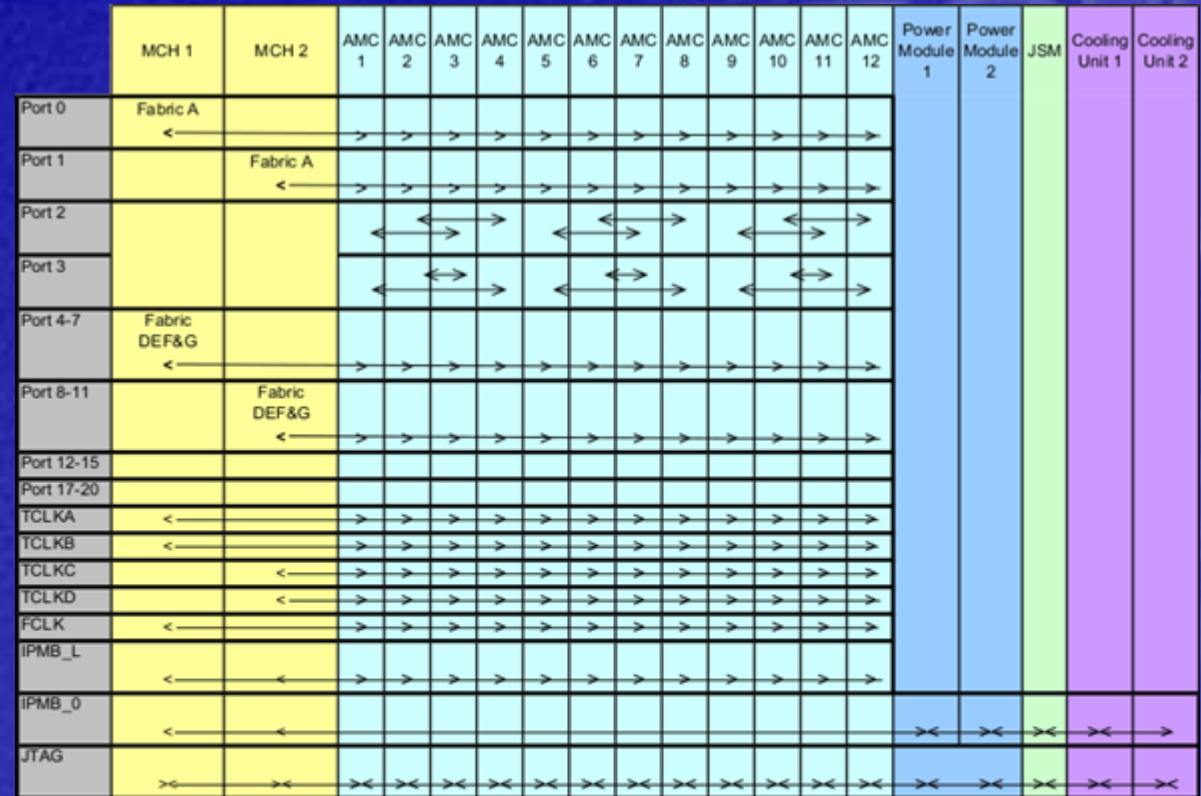 MCH 1
MCH 2
AMC 1
AMC 2
AMC 3
AMC 4
AMC 5
AMC 6
AMC 7
AMC 8
AMC 9
AMC 10
AMC 11
AMC 12
Power Module 1
Power Module 2
JSM
Cooling Unit 1
Cooling Unit 2
Port 0
Fabric A
Port 1
Fabric A
Port 2
Port 3
Port 4-7
Fabric
DEF&G
Port 8-11
Fabric
DEF&G
Port 12-15
Port 17-20
TCLKA
TCLKB
TCLKC
TCLKD
FCLK
IPMB_L
IPMB_0
JTAG